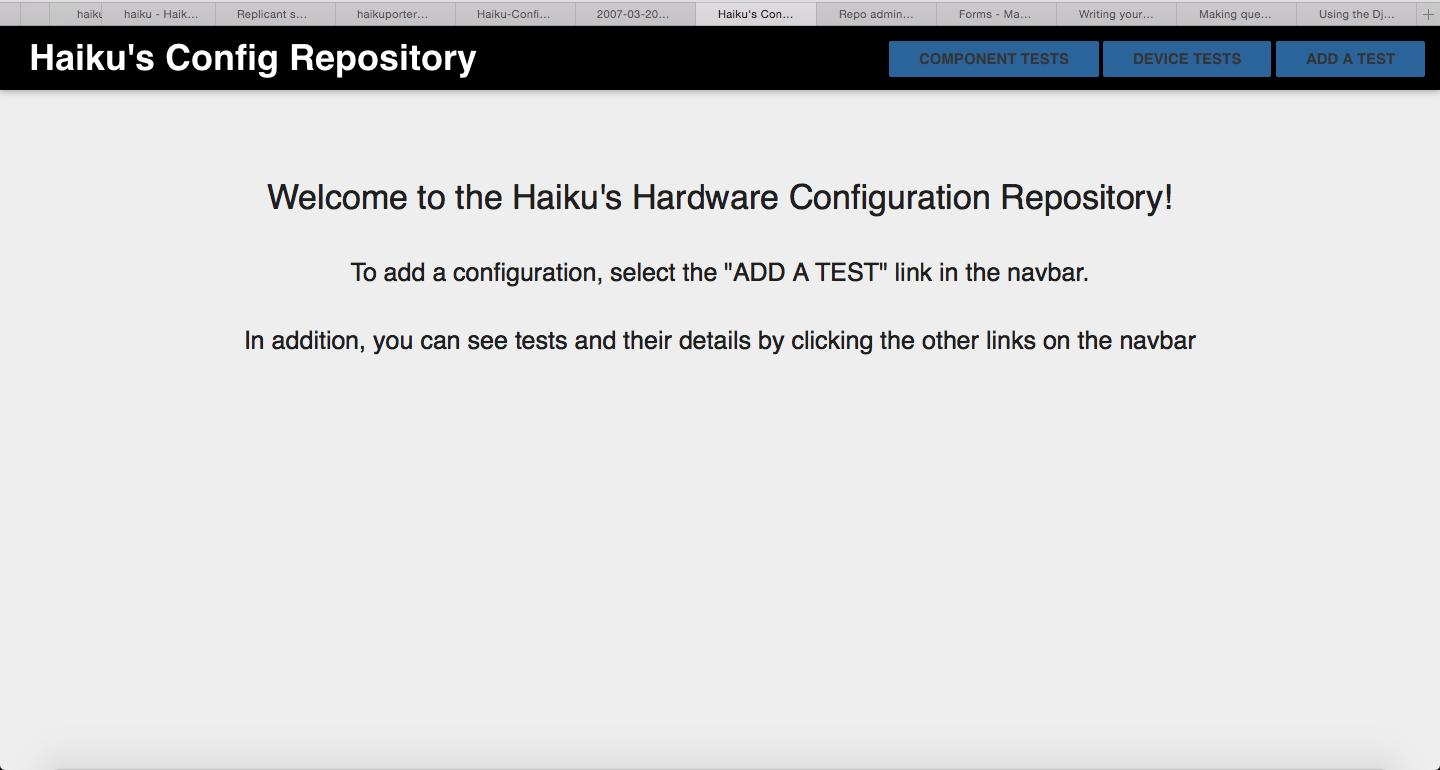 haiku haiku - Haik... Replicant s... haikuporter... Haiku-Confi... 2007-03-20... Haiku's Con... Repo admin... Forms - Ma... Writing your... Making que... Using the Dj...
Haiku's Config Repository COMPONENT TESTS DEVICE TESTS ADD A TEST
Welcome to the Haiku's Hardware Configuration Repository!
To add a configuration, select the "ADD A TEST" link in the navbar.
In addition, you can see tests and their details by clicking the other links on the navbar